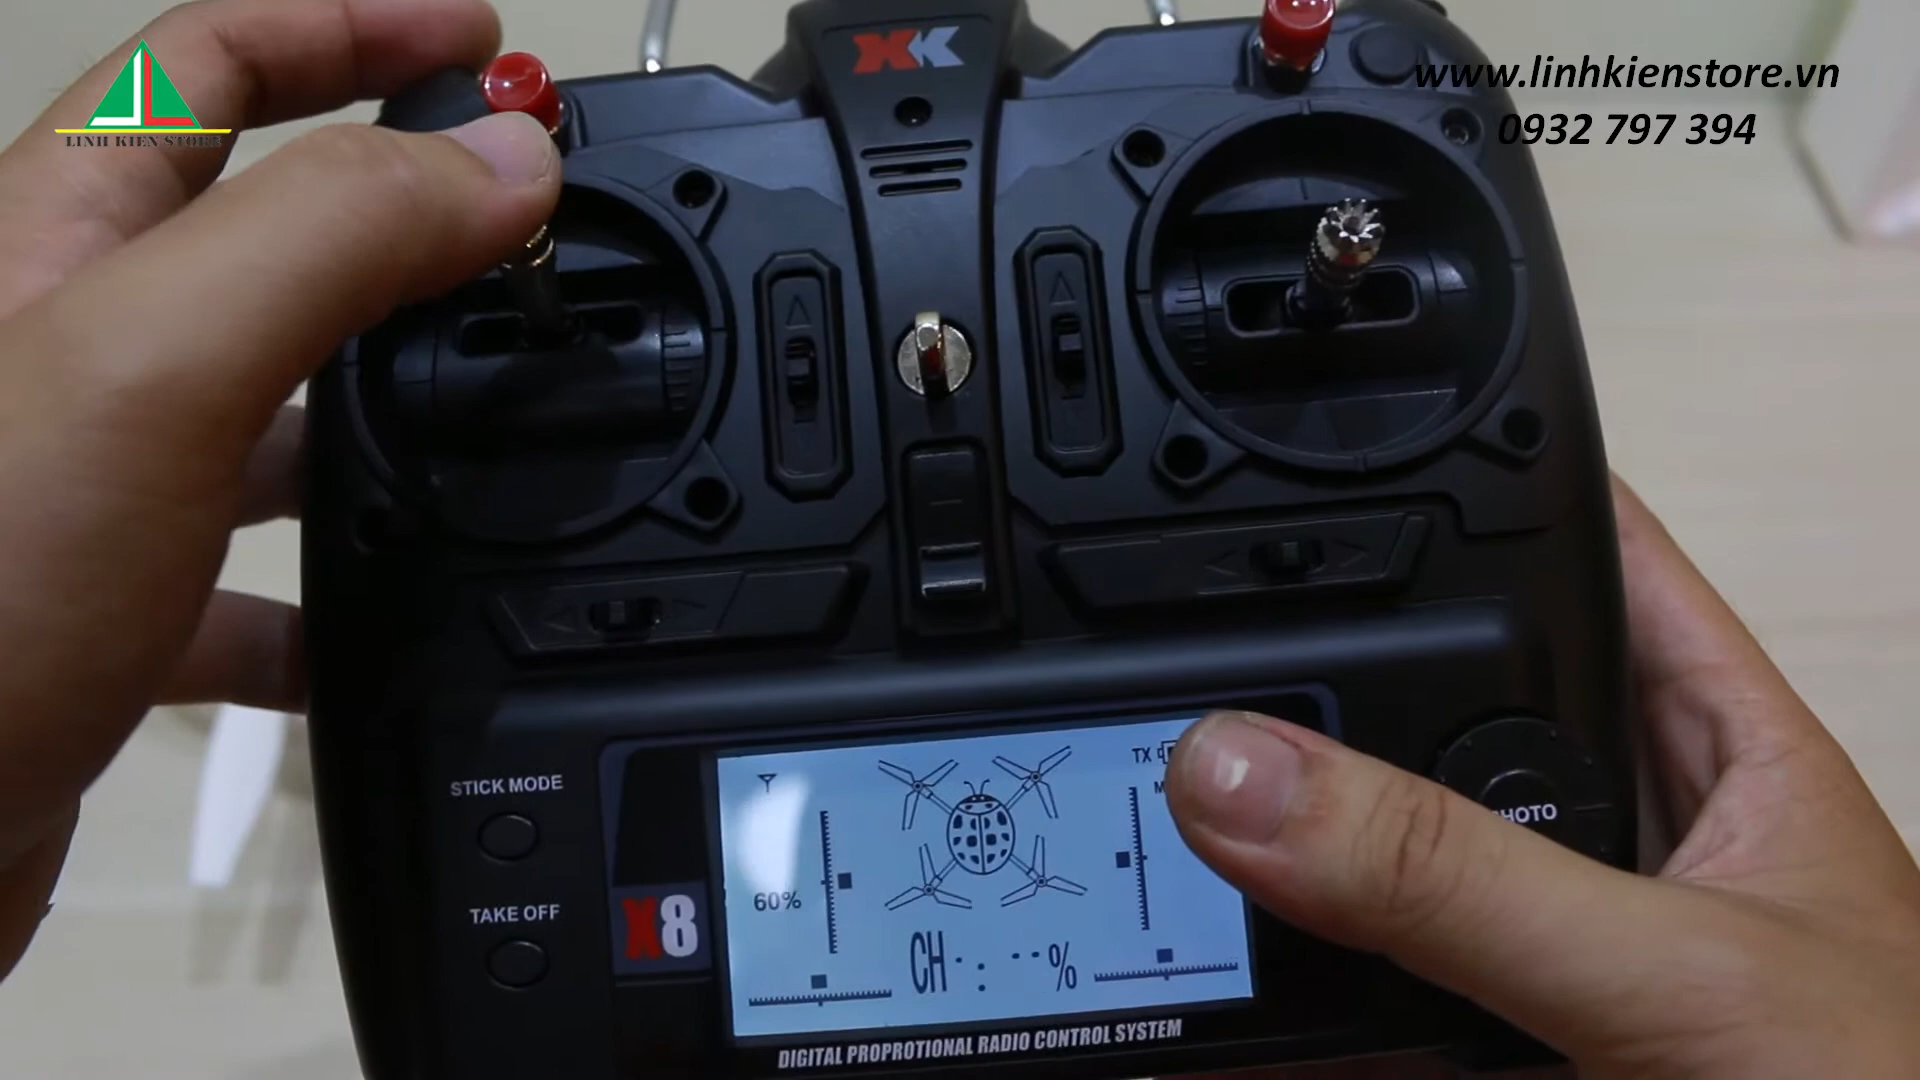 LINH KIEN STORE
www.linhkienstore.vn
0932 797 394
XK
STICK MODE
TAKE OFF
X8
TX
60%
CH
%
DIGITAL PROPROTIONAL RADIO CONTROL SYSTEM